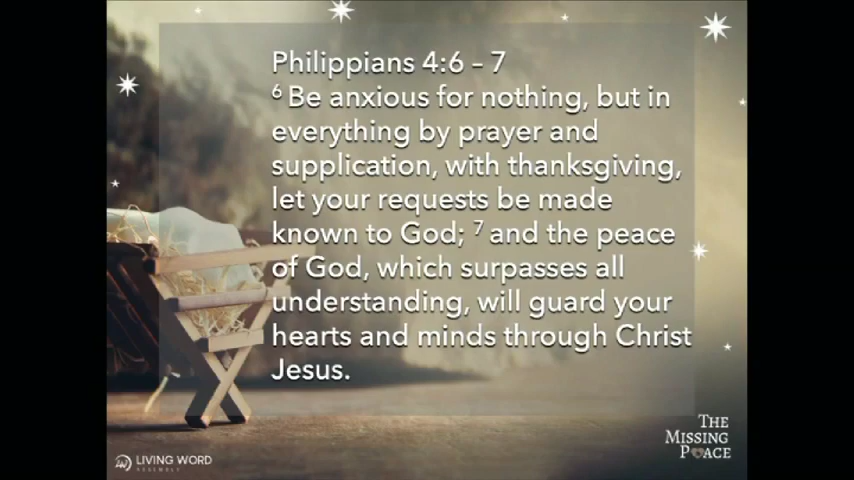 Philippians 4:6 – 7
6 Be anxious for nothing, but in
everything by prayer and
supplication, with thanksgiving,
let your requests be made
known to God; 7 and the peace
of God, which surpasses all
understanding, will guard your
hearts and minds through Christ
Jesus.
THE
MISSING
PEACE
LIVING WORD
ASSEMBLY